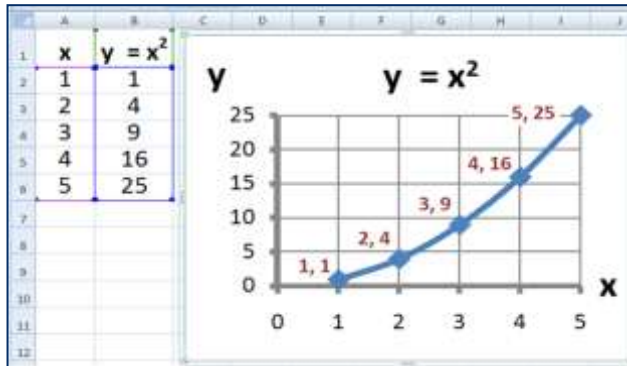 A B C D E F G H I J
1 x y = x²
2 1 1
3 2 4
4 3 9
5 4 16
6 5 25
7
8
9
10
11
12
y y = x²
25
20
15
10
5
0
5, 25
4, 16
3, 9
2, 4
1, 1
x
0 1 2 3 4 5